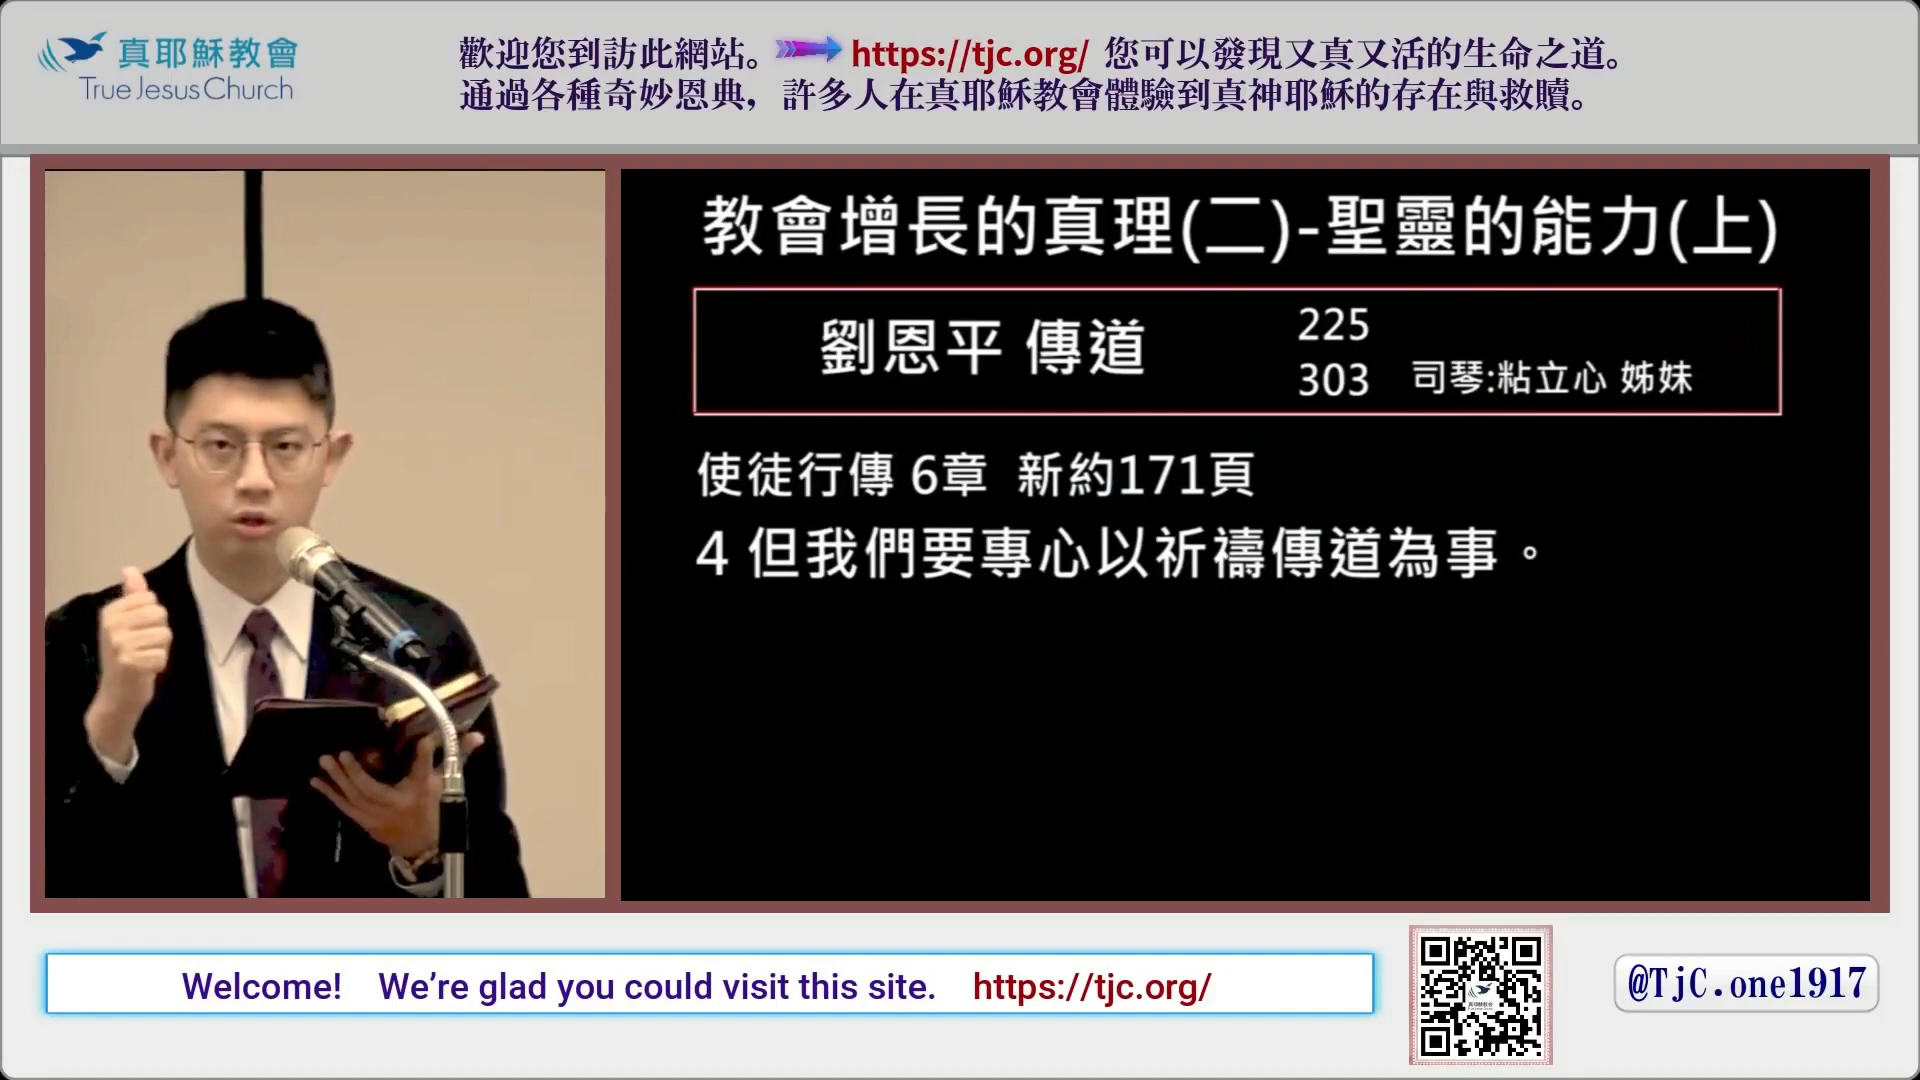 真耶穌教會
True Jesus Church
歡迎您到訪此網站。 https://tjc.org/ 您可以發現又真又活的生命之道。
通過各種奇妙恩典，許多人在真耶穌教會體驗到真神耶穌的存在與救贖。
教會增長的真理(二)-聖靈的能力(上)
劉恩平 傳道
225
303 司琴:粘立心 姊妹
使徒行傳 6章 新約171頁
4 但我們要專心以祈禱傳道為事。
Welcome! We’re glad you could visit this site. https://tjc.org/
@TjC.one1917